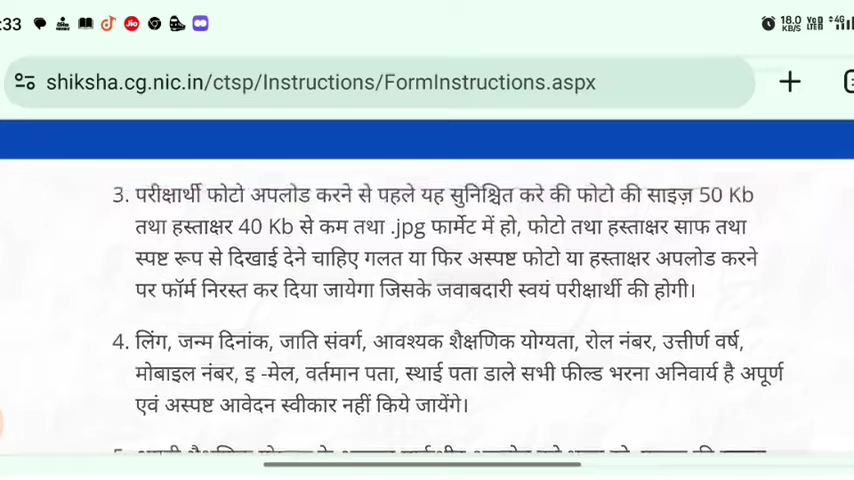 :33
18.0
KB/S
4G
shiksha.cg.nic.in/ctsp/Instructions/FormInstructions.aspx
3. परीक्षार्थी फोटो अपलोड करने से पहले यह सुनिश्चित करे की फोटो की साइज़ 50 Kb
तथा हस्ताक्षर 40 Kb से कम तथा .jpg फार्मेट में हो, फोटो तथा हस्ताक्षर साफ तथा
स्पष्ट रूप से दिखाई देने चाहिए गलत या फिर अस्पष्ट फोटो या हस्ताक्षर अपलोड करने
पर फॉर्म निरस्त कर दिया जायेगा जिसके जवाबदारी स्वयं परीक्षार्थी की होगी।
4. लिंग, जन्म दिनांक, जाति संवर्ग, आवश्यक शैक्षणिक योग्यता, रोल नंबर, उत्तीर्ण वर्ष,
मोबाइल नंबर, इ -मेल, वर्तमान पता, स्थाई पता डाले सभी फील्ड भरना अनिवार्य है अपूर्ण
एवं अस्पष्ट आवेदन स्वीकार नहीं किये जायेंगे।